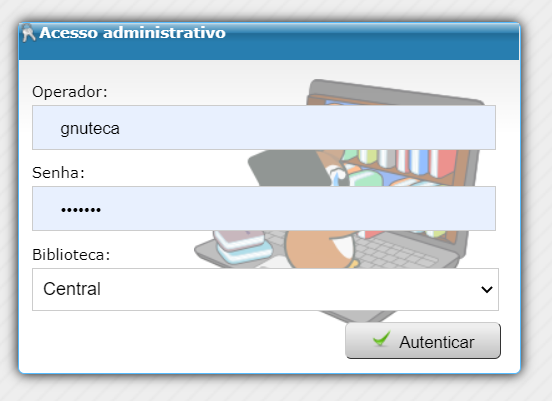 Acesso administrativo
Operador:
gnuteca
Senha:
•••••••
Biblioteca:
Central
Autenticar